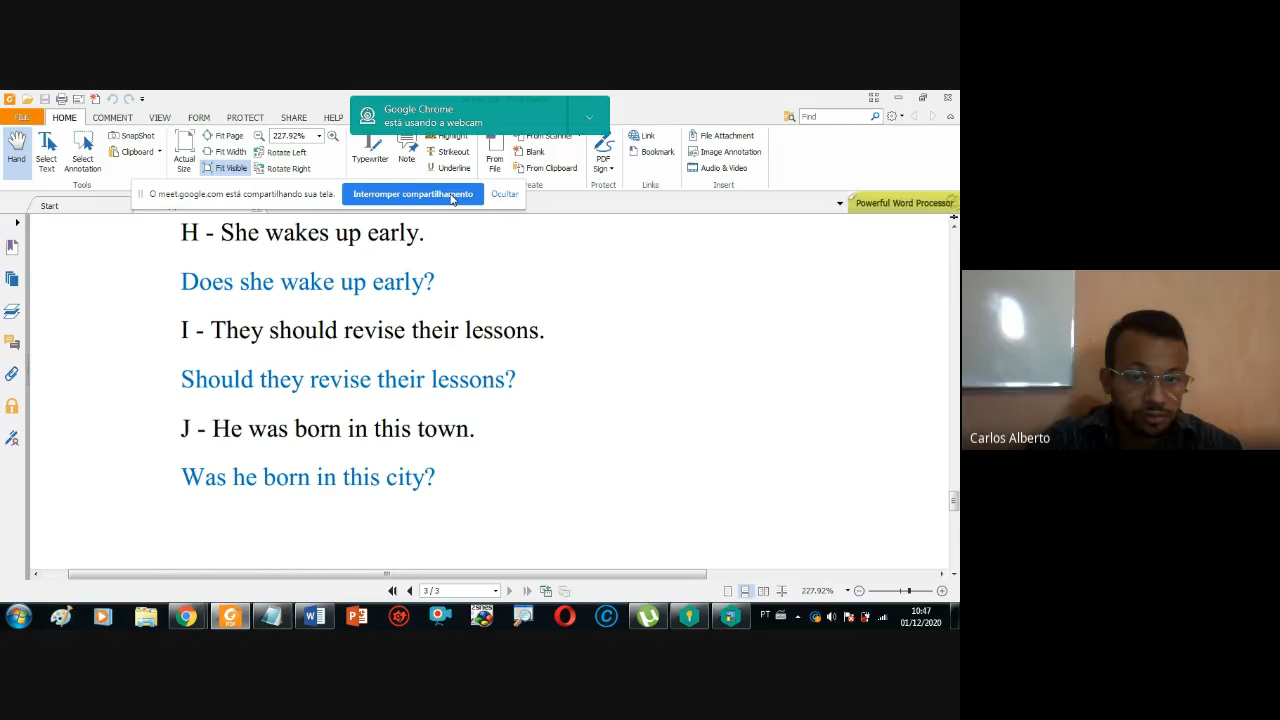 Google Chrome
está usando a webcam
FILE HOME COMMENT VIEW FORM PROTECT SHARE HELP Find
Hand
Select Text
Select Annotation
SnapShot
Clipboard
Tools
Actual Size
Fit Page
Fit Width
Fit Visible
227.92%
Rotate Left
Rotate Right
Typewriter
Note
Highlight
Strikeout
Underline
From File
From Scanner
Blank
From Clipboard
PDF Sign
Protect
Link
Bookmark
Links
File Attachment
Image Annotation
Audio & Video
Insert
O meet.google.com está compartilhando sua tela. Interromper compartilhamento Ocultar
Start
Powerful Word Processor
H - She wakes up early.
Does she wake up early?
I - They should revise their lessons.
Should they revise their lessons?
J - He was born in this town.
Was he born in this city?
Carlos Alberto
3 / 3
227.92%
PT
10:47
01/12/2020